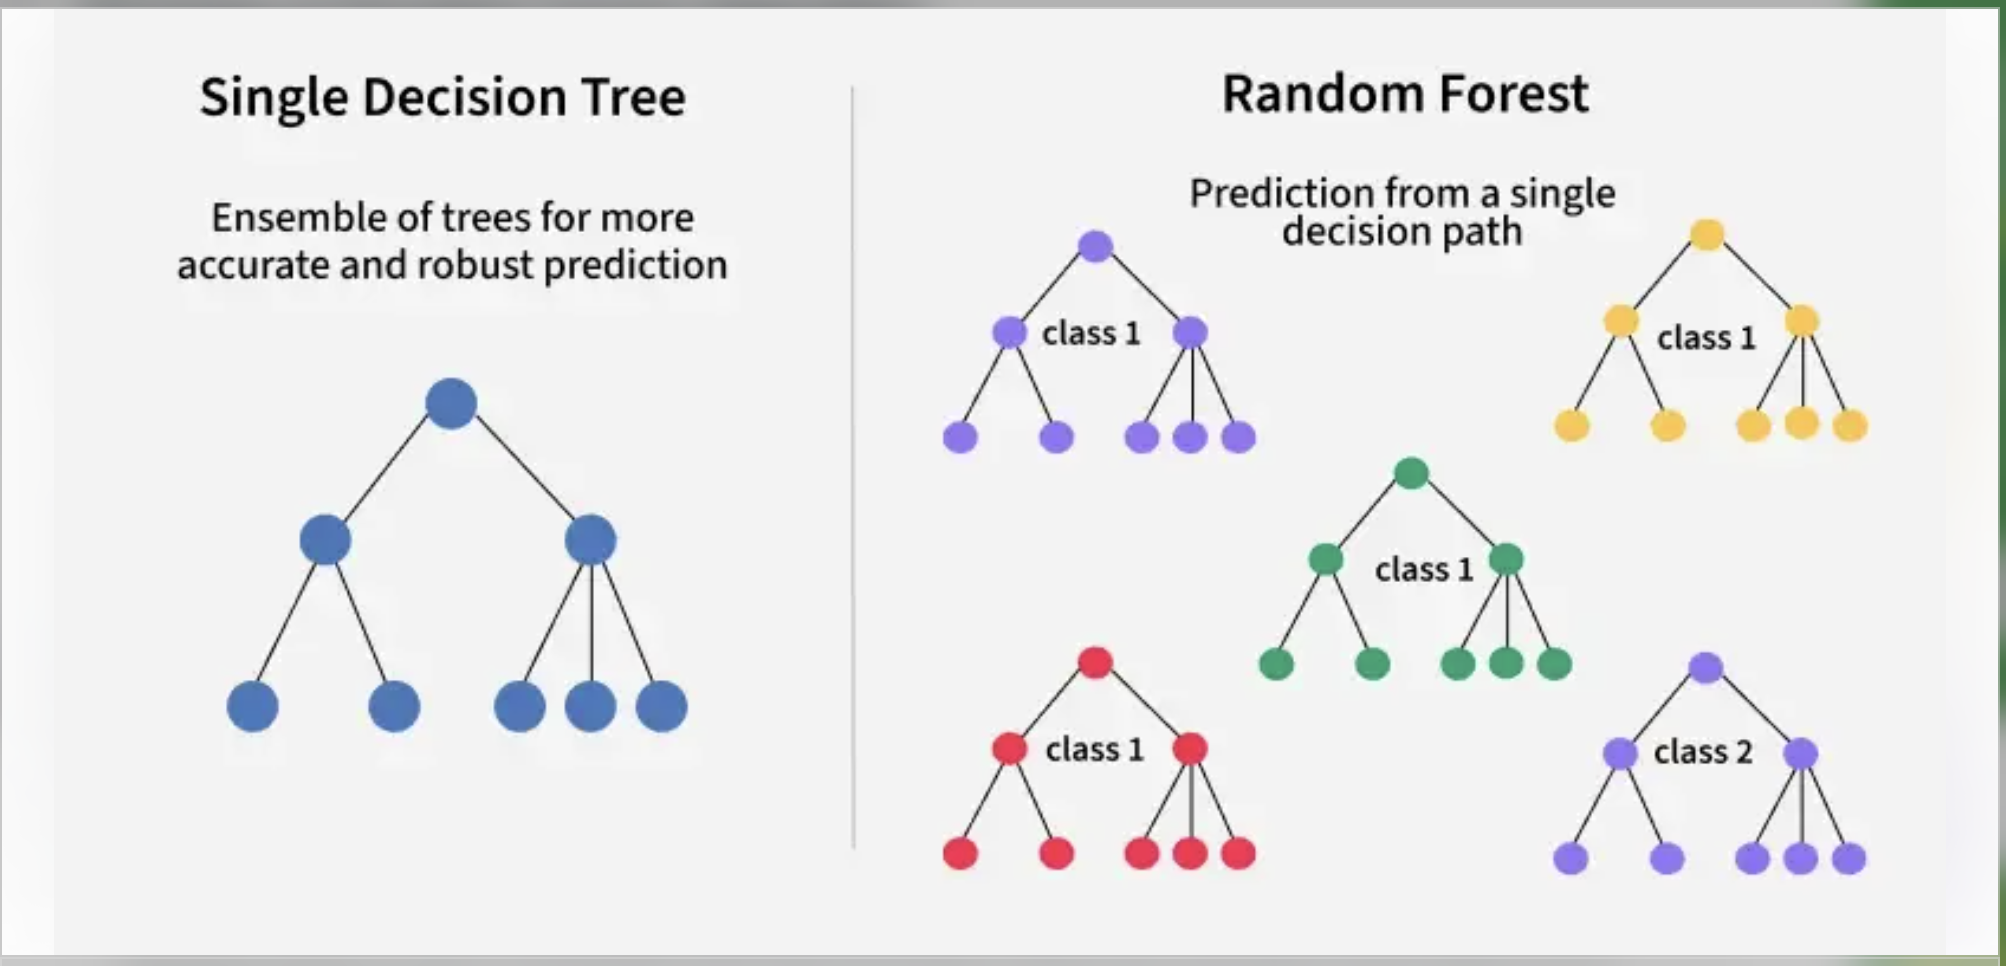 Single Decision Tree
Ensemble of trees for more
accurate and robust prediction
Random Forest
Prediction from a single
decision path
class 1
class 1
class 1
class 1
class 2